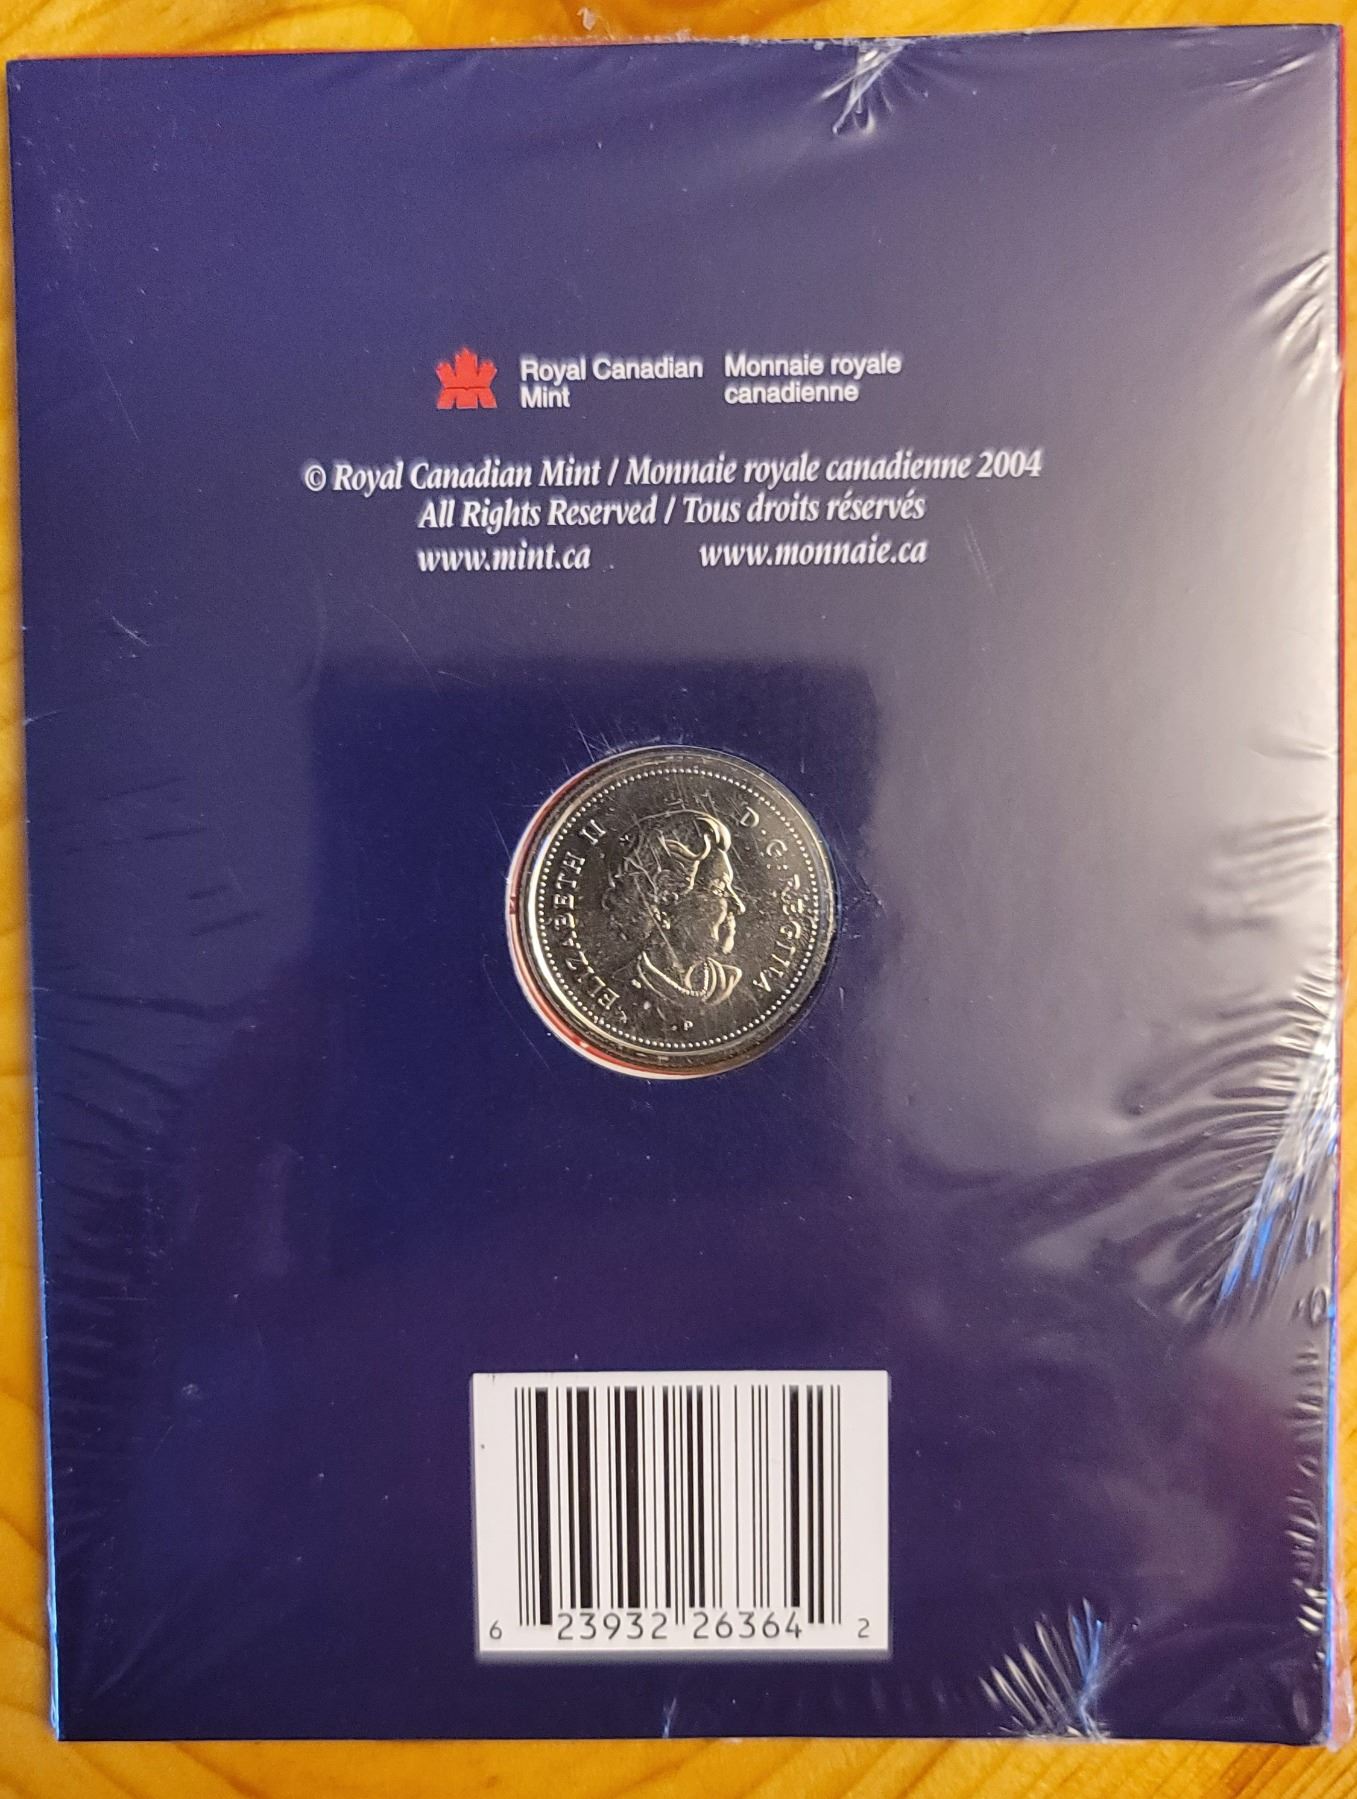 Royal Canadian Mint
Monnaie royale canadienne
© Royal Canadian Mint / Monnaie royale canadienne 2004
All Rights Reserved / Tous droits réservés
www.mint.ca www.monnaie.ca
ELIZABETH II D·G·REGINA
P
6 23932 26364 2